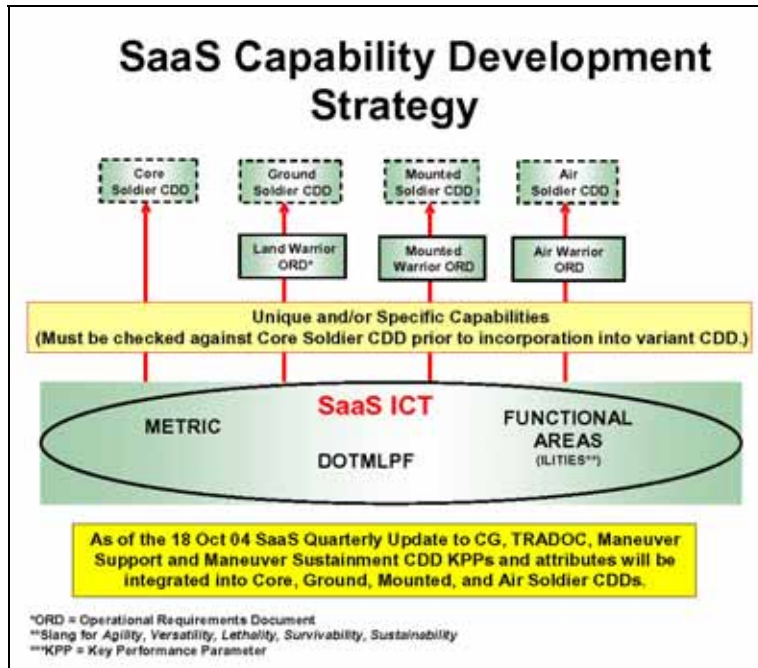 SaaS Capability Development
Strategy
Core
Soldier CDD
Ground
Soldier CDD
Mounted
Soldier CDD
Air
Soldier CDD
Land Warrior
ORD*
Mounted
Warrior ORD
Air Warrior
ORD
Unique and/or Specific Capabilities
(Must be checked against Core Soldier CDD prior to incorporation into variant CDD.)
SaaS ICT
METRIC
DOTMLPF
FUNCTIONAL
AREAS
(ILITIES**)
As of the 18 Oct 04 SaaS Quarterly Update to CG, TRADOC, Maneuver
Support and Maneuver Sustainment CDD KPPs and attributes will be
integrated into Core, Ground, Mounted, and Air Soldier CDDs.
*ORD = Operational Requirements Document
**Slang for Agility, Versatility, Lethality, Survivability, Sustainability
***KPP = Key Performance Parameter